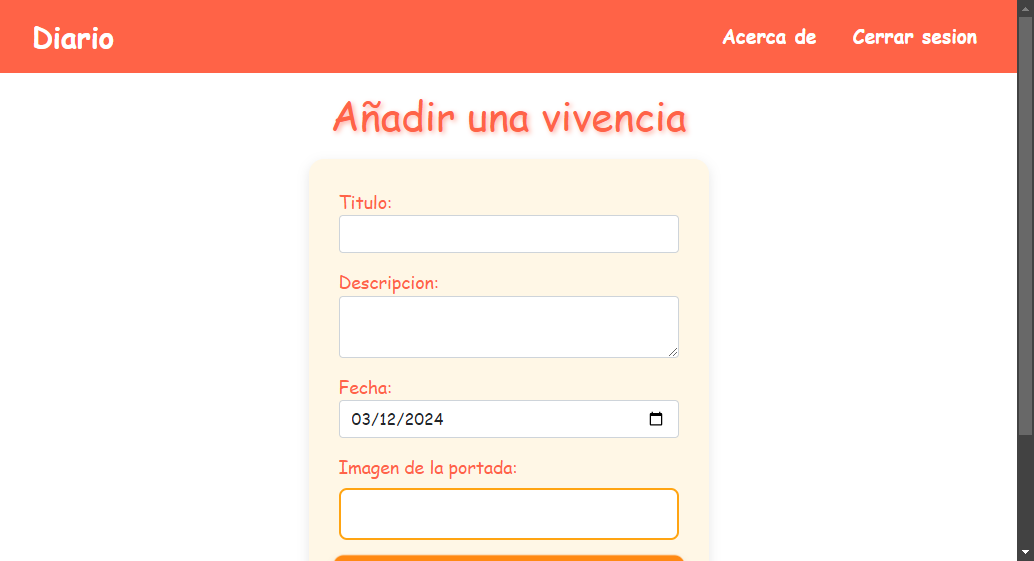 Diario
Acerca de
Cerrar sesion
Añadir una vivencia
Titulo:
Descripcion:
Fecha:
03/12/2024
Imagen de la portada: